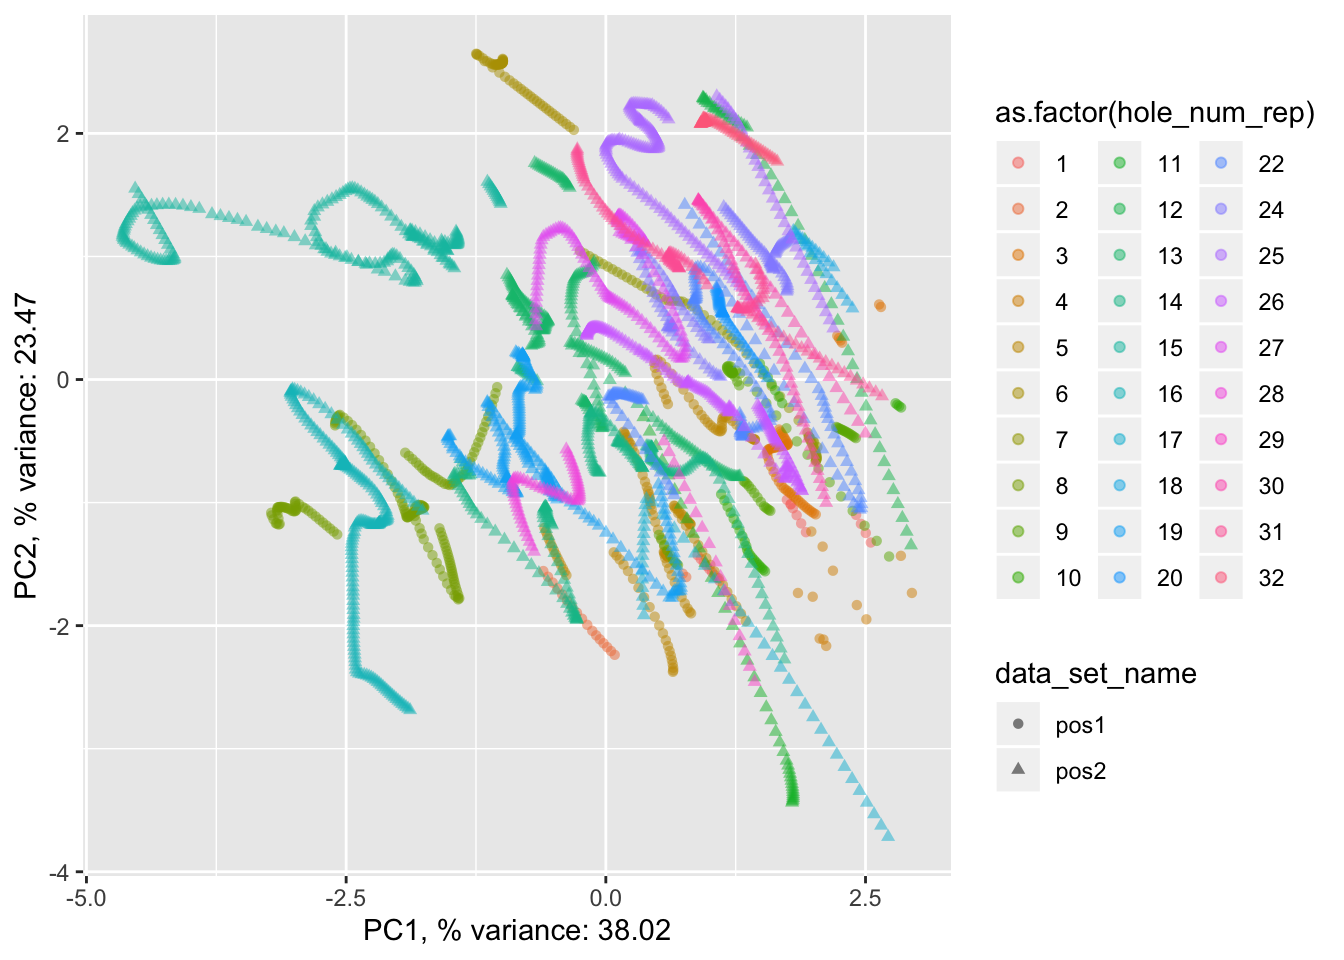 2
0
-2
-4
-5.0 -2.5 0.0 2.5
PC1, % variance: 38.02
PC2, % variance: 23.47
as.factor(hole_num_rep)
1 11 22
2 12 24
3 13 25
4 14 26
5 15 27
6 16 28
7 17 29
8 18 30
9 19 31
10 20 32
data_set_name
pos1
pos2